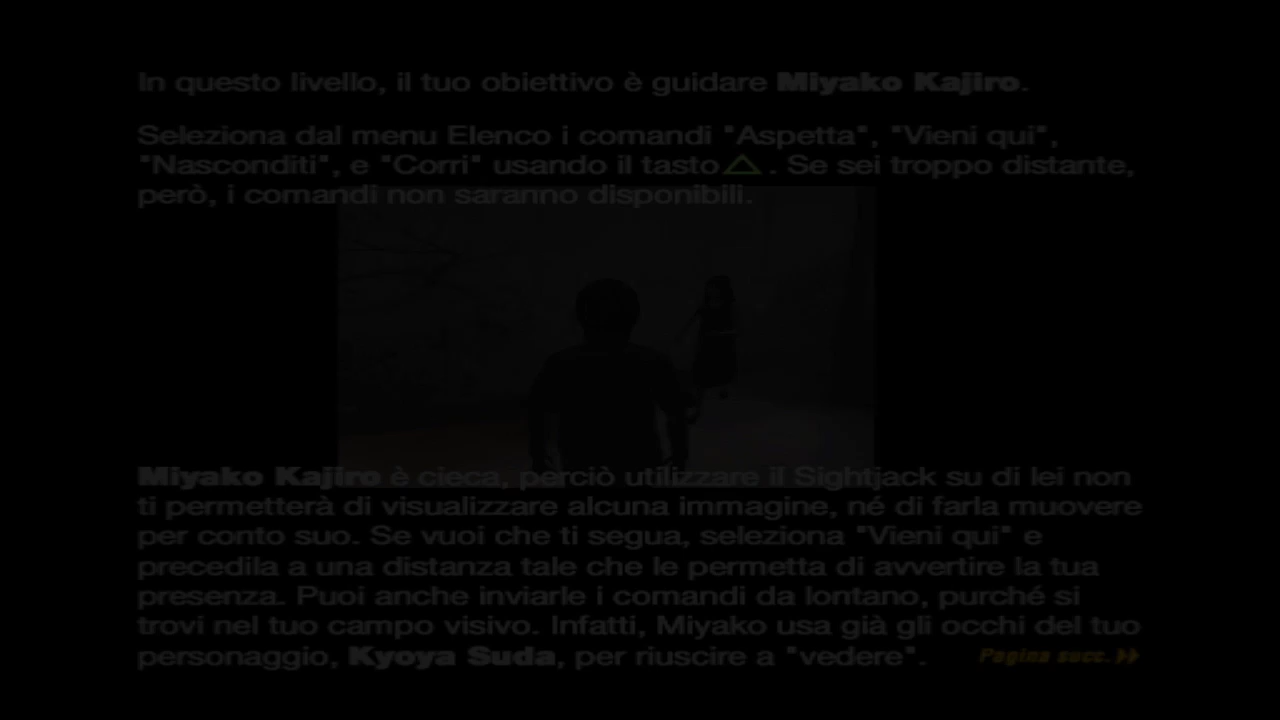 In questo livello, il tuo obiettivo è guidare Miyako Kajiro.
Seleziona dal menu Elenco i comandi "Aspetta", "Vieni qui",
"Nasconditi", e "Corri" usando il tasto △. Se sei troppo distante,
però, i comandi non saranno disponibili.
Miyako Kajiro è cieca, perciò utilizzare il Sightjack su di lei non
ti permetterà di visualizzare alcuna immagine, né di farla muovere
per conto suo. Se vuoi che ti segua, seleziona "Vieni qui" e
precedila a una distanza tale che le permetta di avvertire la tua
presenza. Puoi anche inviarle i comandi da lontano, purché si
trovi nel tuo campo visivo. Infatti, Miyako usa già gli occhi del tuo
personaggio, Kyoya Suda, per riuscire a "vedere".
Pagina succ.